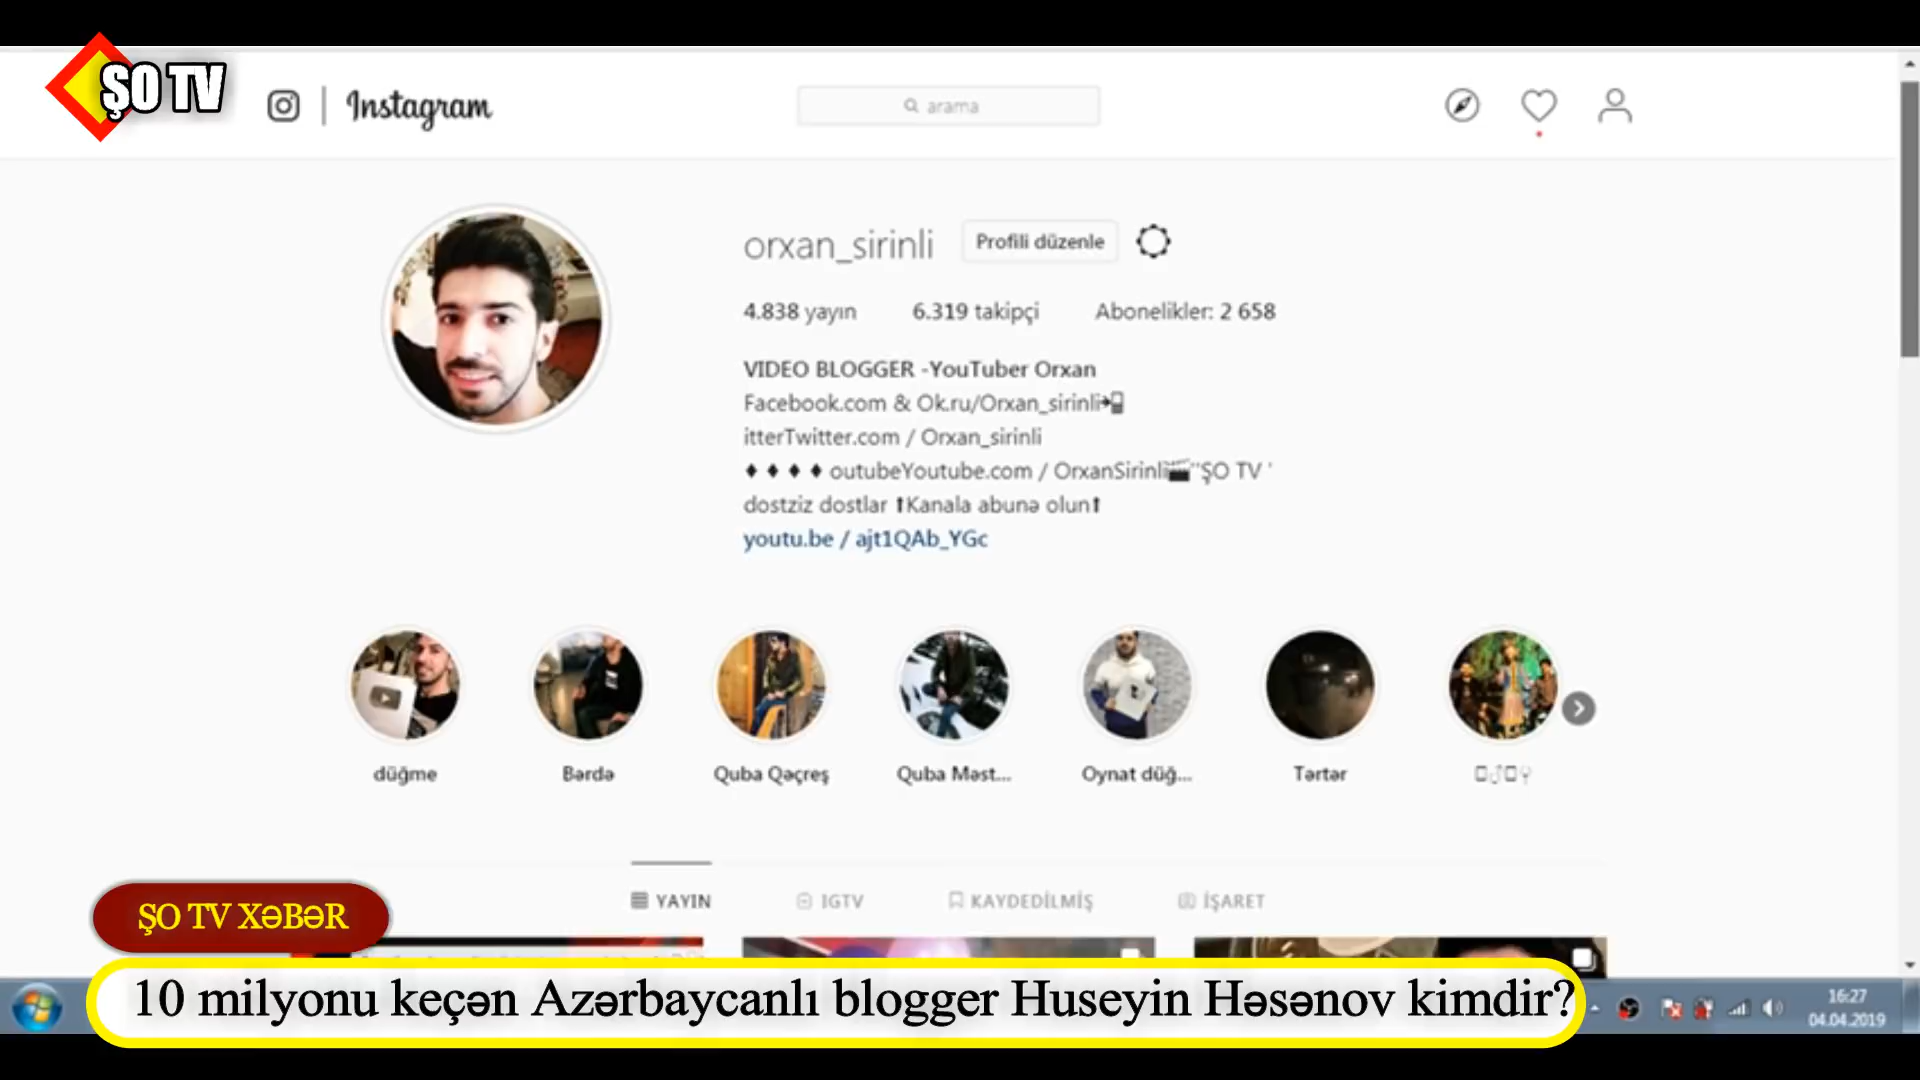 ŞO TV
Instagram
arama
orxan_sirinli
Profili düzenle
4.838 yayın
6.319 takipçi
Abonelikler: 2 658
VIDEO BLOGGER -YouTuber Orxan
Facebook.com & Ok.ru/Orxan_sirinli
itterTwitter.com / Orxan_sirinli
♦ ♦ ♦ ♦ outubeYoutube.com / OrxanSirinli🎬"ŞO TV '
dostziz dostlar ⬆Kanala abunə olun⬆
youtu.be / ajt1QAb_YGc
düğme
Bərdə
Quba Qəçreş
Quba Məst...
Oynat düğ...
Tərtər
YAYIN
IGTV
KAYDEDİLMİŞ
İŞARET
ŞO TV XƏBƏR
10 milyonu keçən Azərbaycanlı blogger Huseyin Həsənov kimdir?
16:27
04.04.2019